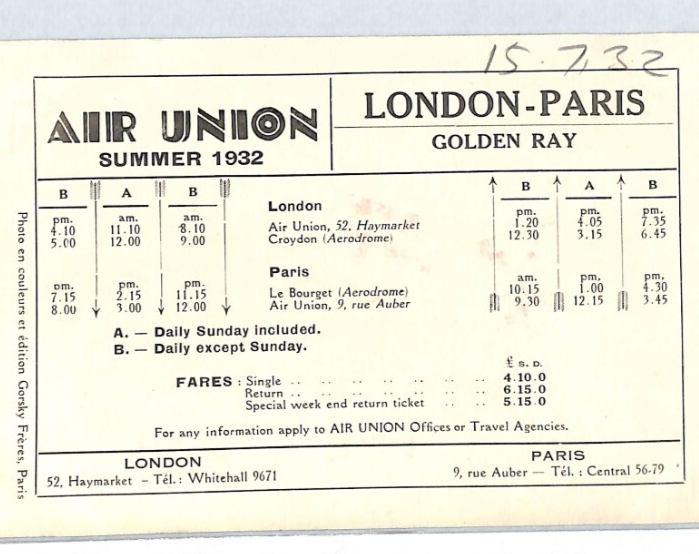 15.7.32
AIR UNION
SUMMER 1932
LONDON-PARIS
GOLDEN RAY
B A B B A B
London
pm. am. am. pm. pm. pm.
4.10 11.10 8.10 Air Union, 52, Haymarket 1.20 4.05 7.35
5.00 12.00 9.00 Croydon (Aerodrome) 12.30 3.15 6.45
Paris
pm. pm. pm. am. pm. pm.
7.15 2.15 11.15 Le Bourget (Aerodrome) 10.15 1.00 4.30
8.00 3.00 12.00 Air Union, 9, rue Auber 9.30 12.15 3.45
A. — Daily Sunday included.
B. — Daily except Sunday.
£ S. D.
FARES : Single .. .. .. .. .. .. 4.10.0
Return .. .. .. .. .. .. 6.15.0
Special week end return ticket .. .. 5.15.0
For any information apply to AIR UNION Offices or Travel Agencies.
LONDON
52, Haymarket – Tél. : Whitehall 9671
PARIS
9, rue Auber — Tél. : Central 56-79
Photo en couleurs et édition Gorsky Frères, Paris